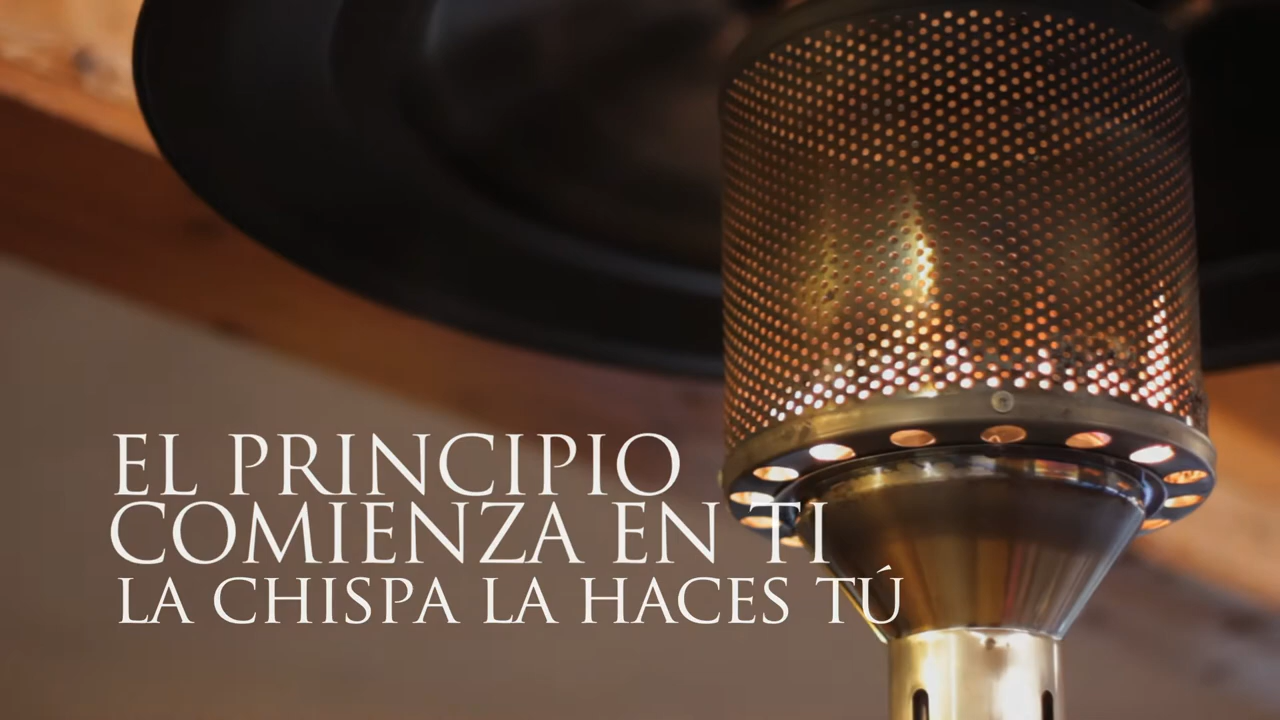 EL PRINCIPIO
COMIENZA EN TI
LA CHISPA LA HACES TÚ